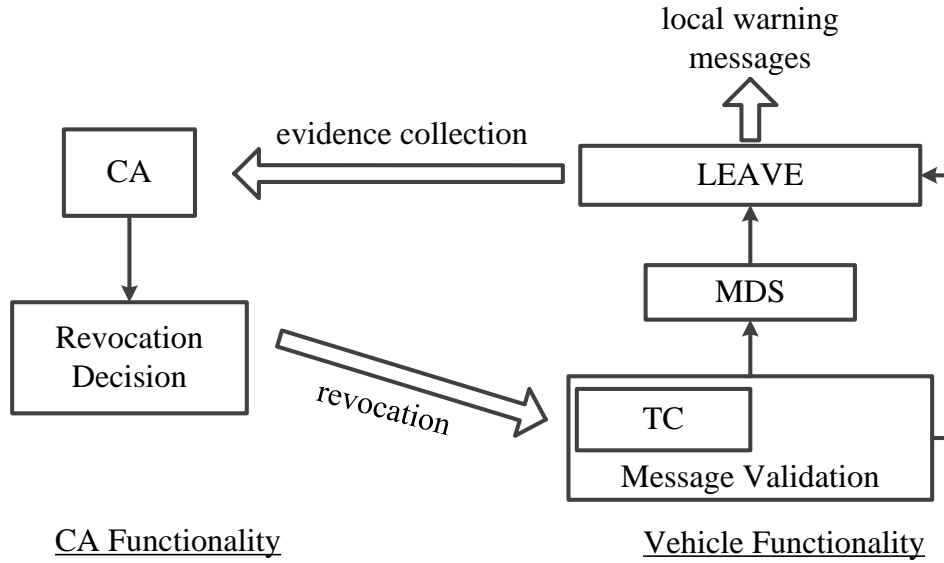 local warning
messages
evidence collection
CA
LEAVE
MDS
Revocation
Decision
revocation
TC
Message Validation
CA Functionality
Vehicle Functionality